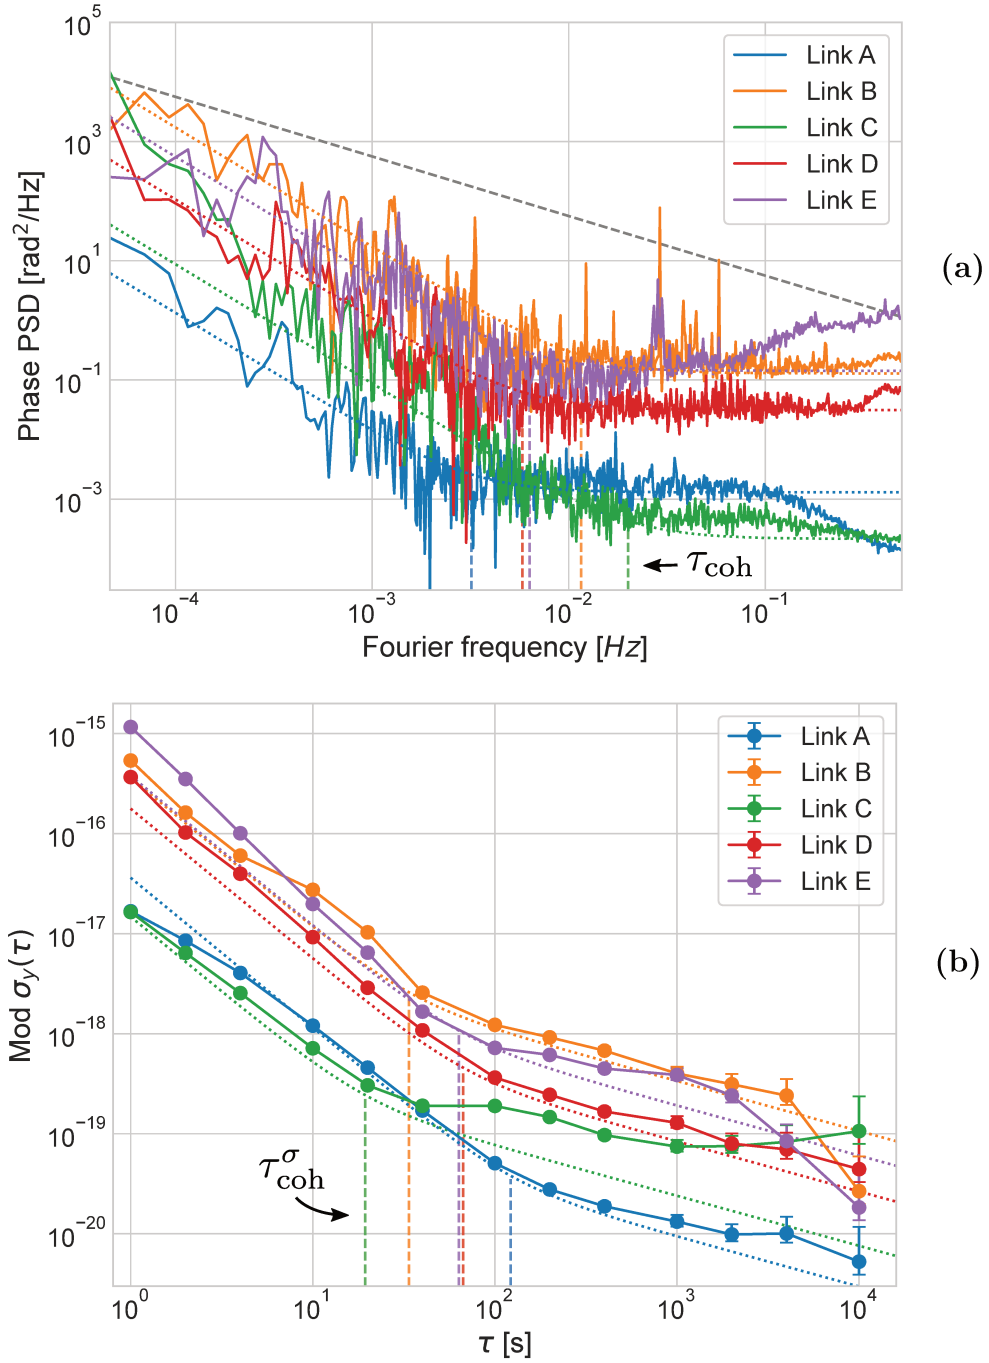 10^5
Link A
Link B
Link C
Link D
Link E
10^3
10^1
10^−1
10^−3
Phase PSD [rad^2/Hz]
(a)
τ_coh
10^−4 10^−3 10^−2 10^−1
Fourier frequency [Hz]
10^−15
Link A
Link B
Link C
Link D
Link E
10^−16
10^−17
10^−18
10^−19
10^−20
Mod σ_y(τ)
(b)
τ^σ_coh
10^0 10^1 10^2 10^3 10^4
τ [s]